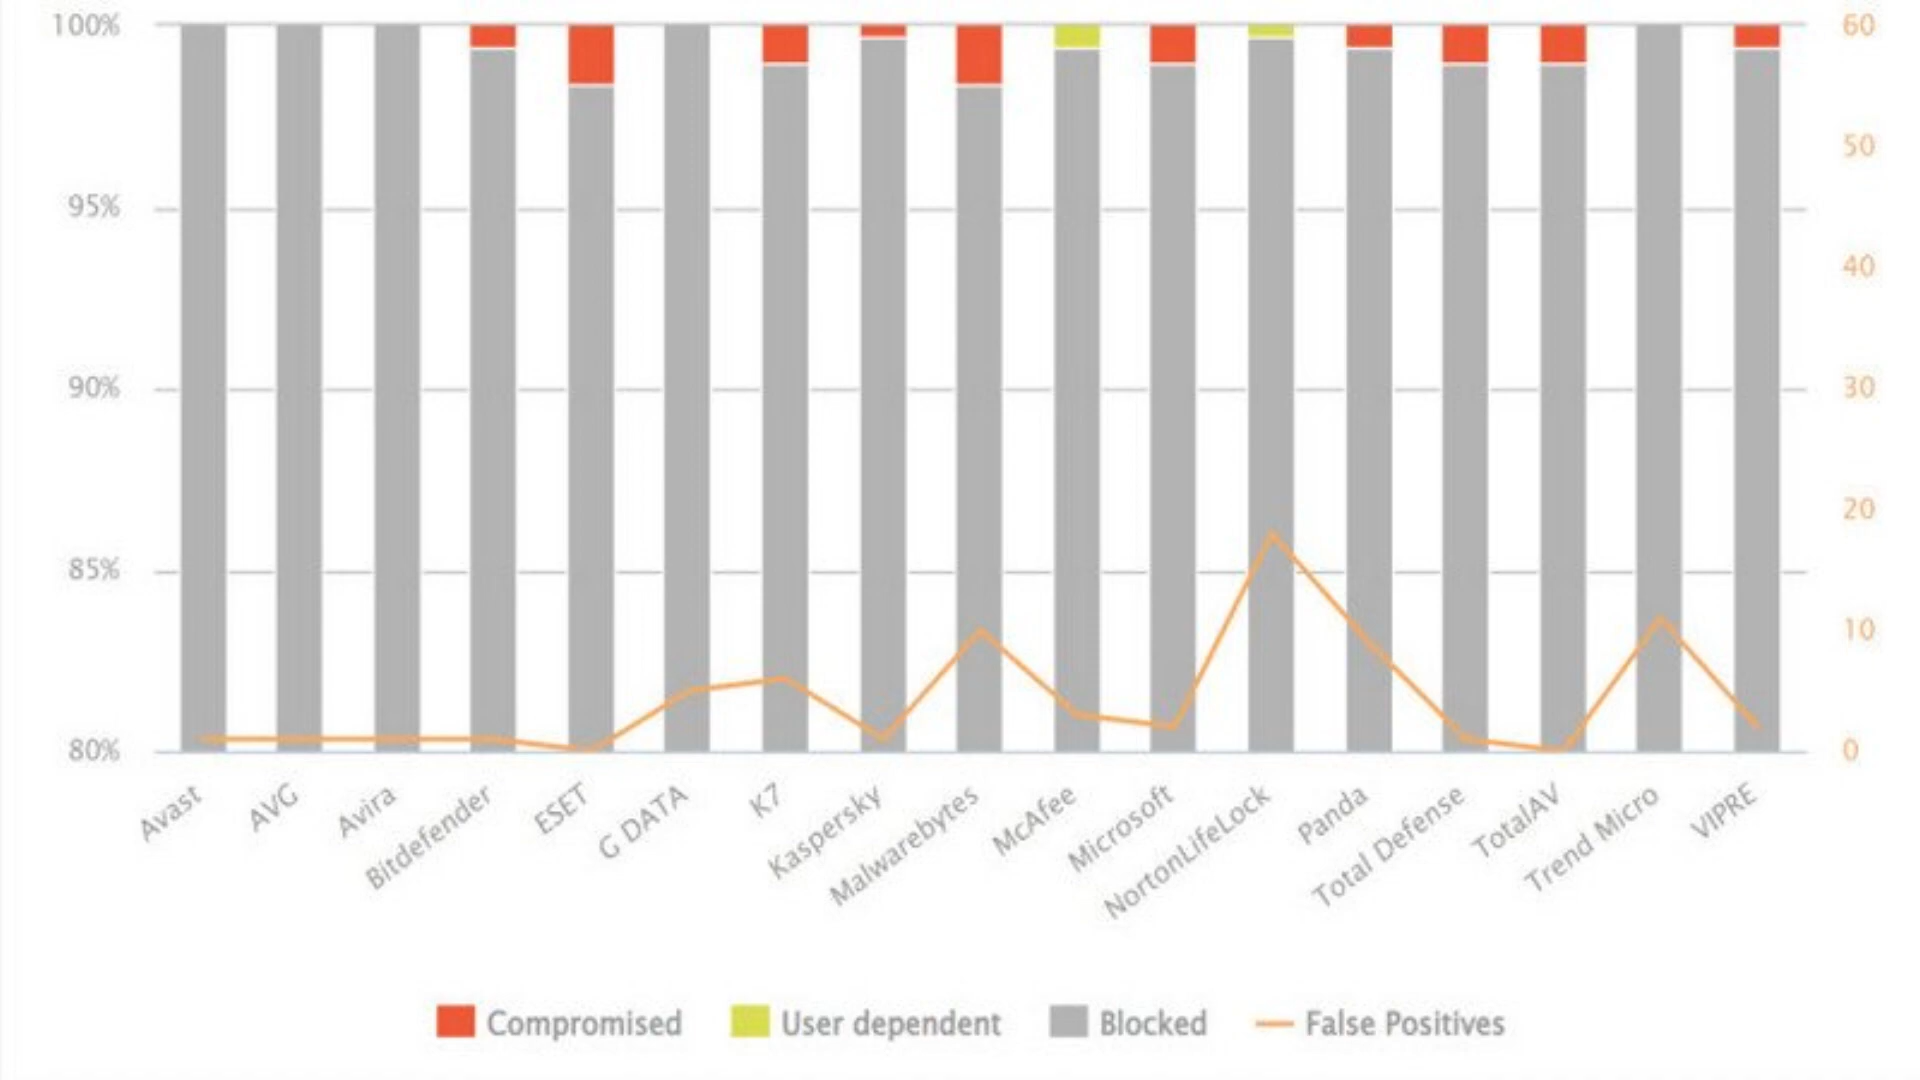 100%
95%
90%
85%
80%
60
50
40
30
20
10
0
Avast
AVG
Avira
Bitdefender
ESET
G DATA
K7
Kaspersky
Malwarebytes
McAfee
Microsoft
NortonLifeLock
Panda
Total Defense
TotalAV
Trend Micro
VIPRE
Compromised
User dependent
Blocked
False Positives